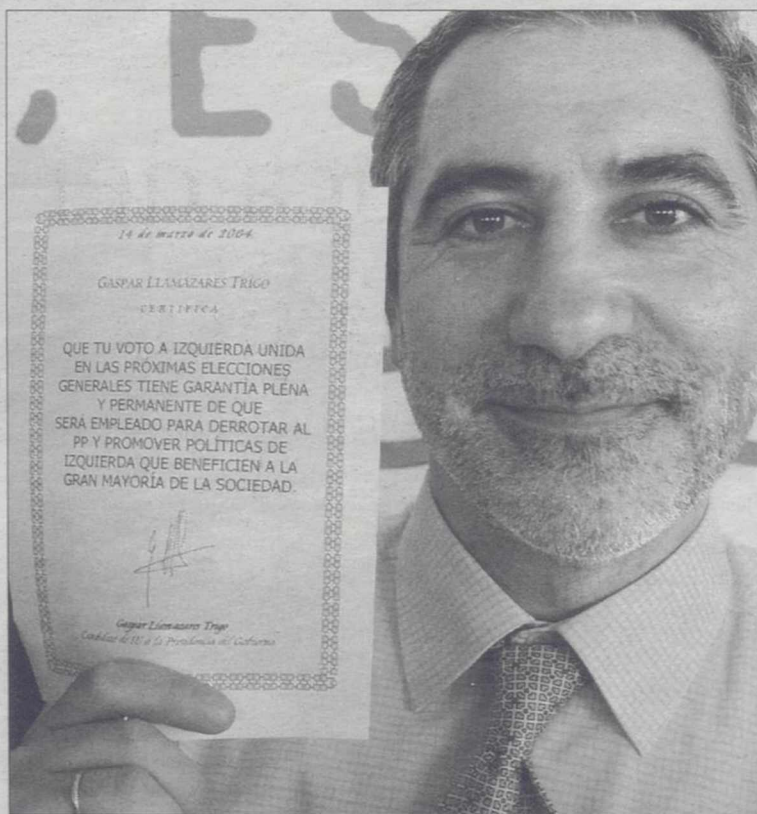 , ES
14 de marzo de 2004
GASPAR LLAMAZARES TRIGO
CERTIFICA
QUE TU VOTO A IZQUIERDA UNIDA
EN LAS PRÓXIMAS ELECCIONES
GENERALES TIENE GARANTÍA PLENA
Y PERMANENTE DE QUE
SERÁ EMPLEADO PARA DERROTAR AL
PP Y PROMOVER POLÍTICAS DE
IZQUIERDA QUE BENEFICIEN A LA
GRAN MAYORÍA DE LA SOCIEDAD.
Gaspar Llamazares Trigo
Candidato de IU a la Presidencia del Gobierno